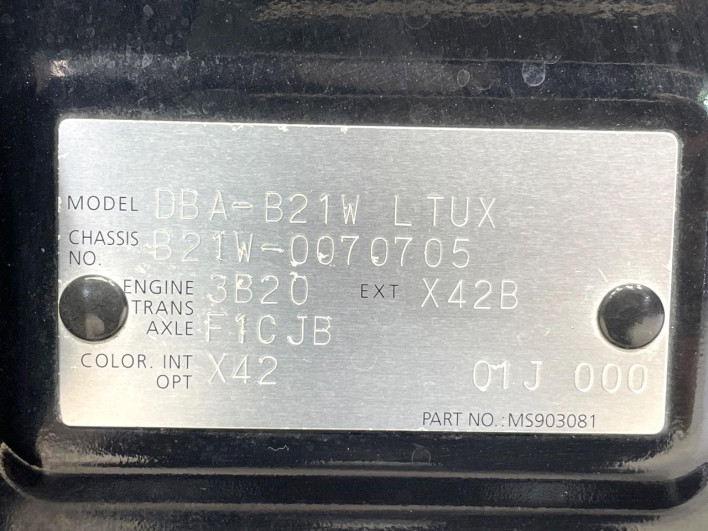 MODEL DBA-B21W LTUX
CHASSIS NO. B21W-0070705
ENGINE 3B20 EXT X42B
TRANS AXLE F1CJB
COLOR. INT OPT X42 01J 000
PART NO.:MS903081